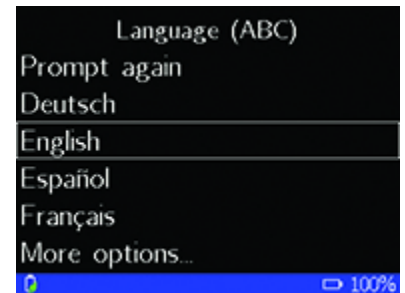 Language (ABC)
Prompt again
Deutsch
English
Español
Français
More options...
100%